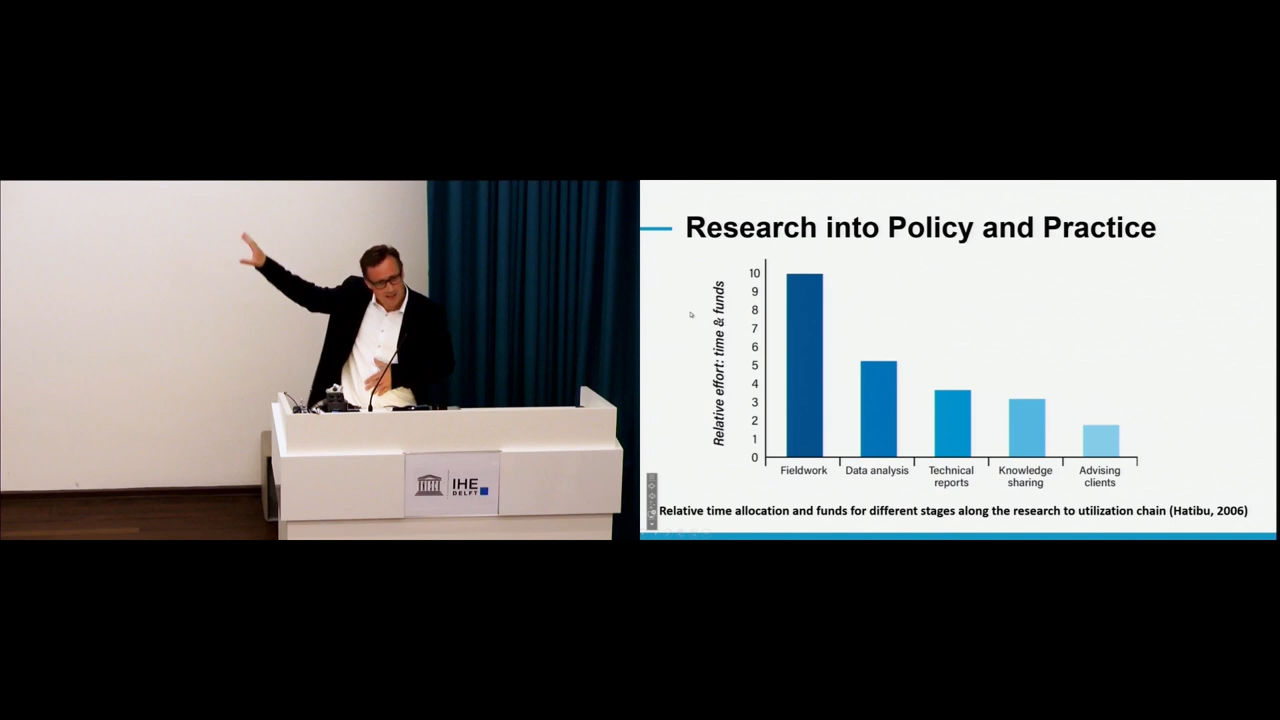 IHE
DELFT
Research into Policy and Practice
Relative effort: time & funds
10
9
8
7
6
5
4
3
2
1
0
Fieldwork
Data analysis
Technical
reports
Knowledge
sharing
Advising
clients
Relative time allocation and funds for different stages along the research to utilization chain (Hatibu, 2006)